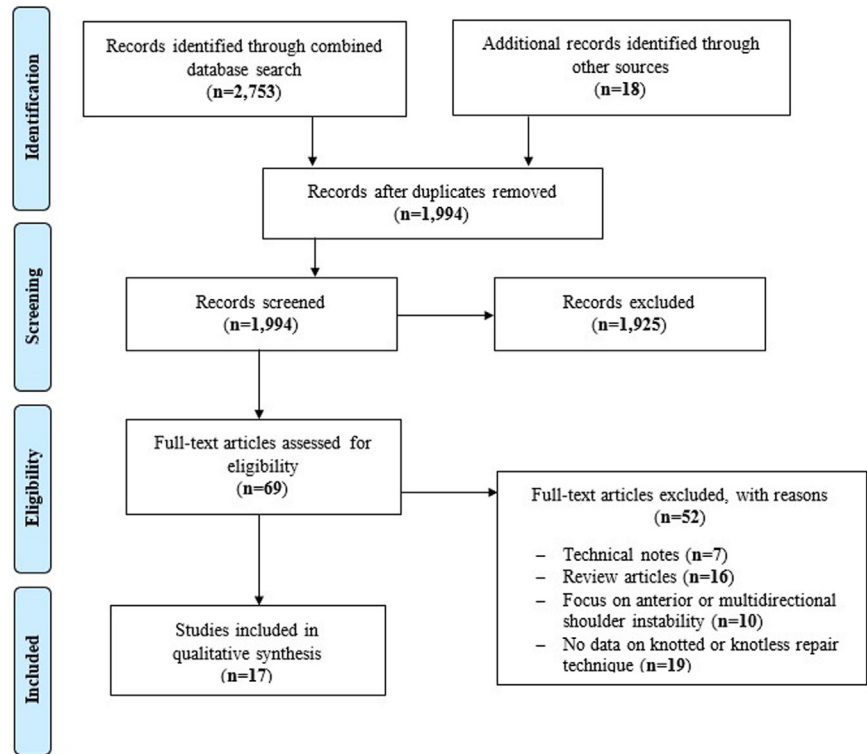 Identification
Records identified through combined
database search
(n=2,753)
Additional records identified through
other sources
(n=18)
Records after duplicates removed
(n=1,994)
Screening
Records screened
(n=1,994)
Records excluded
(n=1,925)
Eligibility
Full-text articles assessed for
eligibility
(n=69)
Full-text articles excluded, with reasons
(n=52)
– Technical notes (n=7)
– Review articles (n=16)
– Focus on anterior or multidirectional
shoulder instability (n=10)
– No data on knotted or knotless repair
technique (n=19)
Included
Studies included in
qualitative synthesis
(n=17)